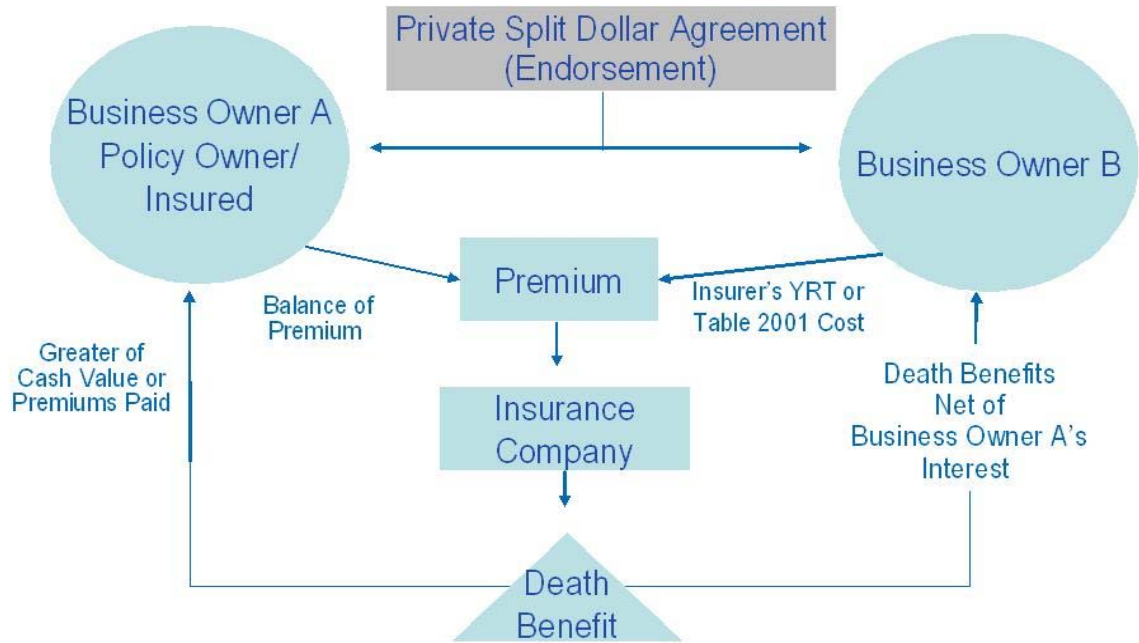 Private Split Dollar Agreement
(Endorsement)
Business Owner A
Policy Owner/
Insured
Business Owner B
Premium
Balance of
Premium
Insurer's YRT or
Table 2001 Cost
Greater of
Cash Value or
Premiums Paid
Insurance
Company
Death Benefits
Net of
Business Owner A's
Interest
Death
Benefit